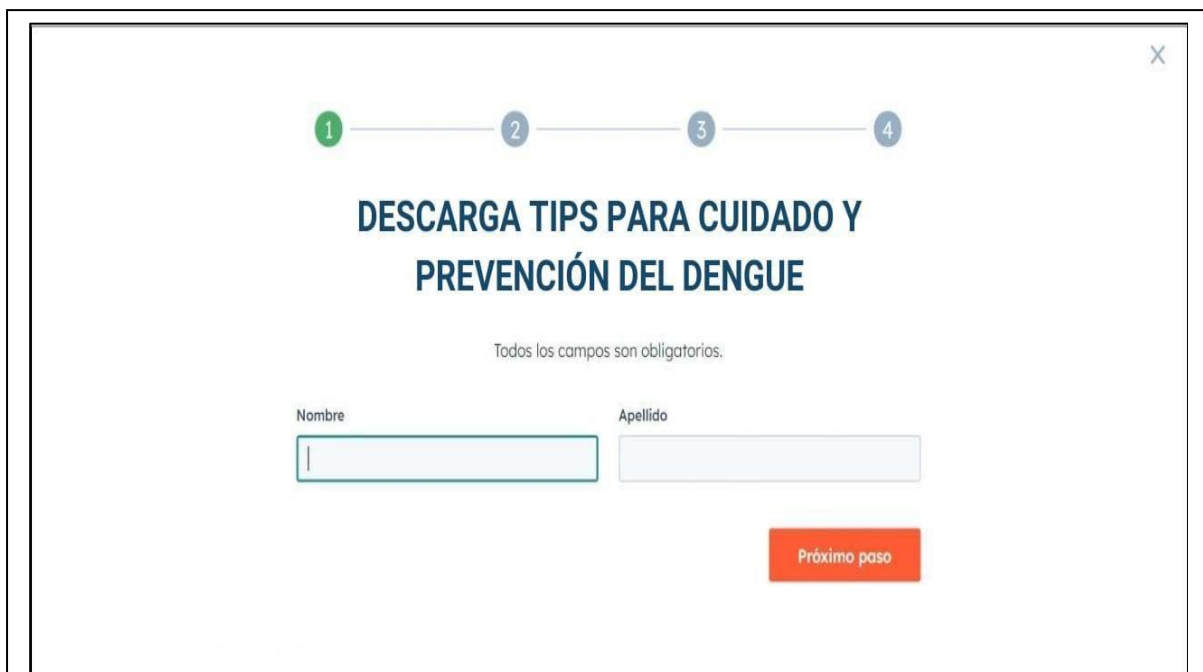 X
1 2 3 4
DESCARGA TIPS PARA CUIDADO Y
PREVENCIÓN DEL DENGUE
Todos los campos son obligatorios.
Nombre Apellido
Próximo paso